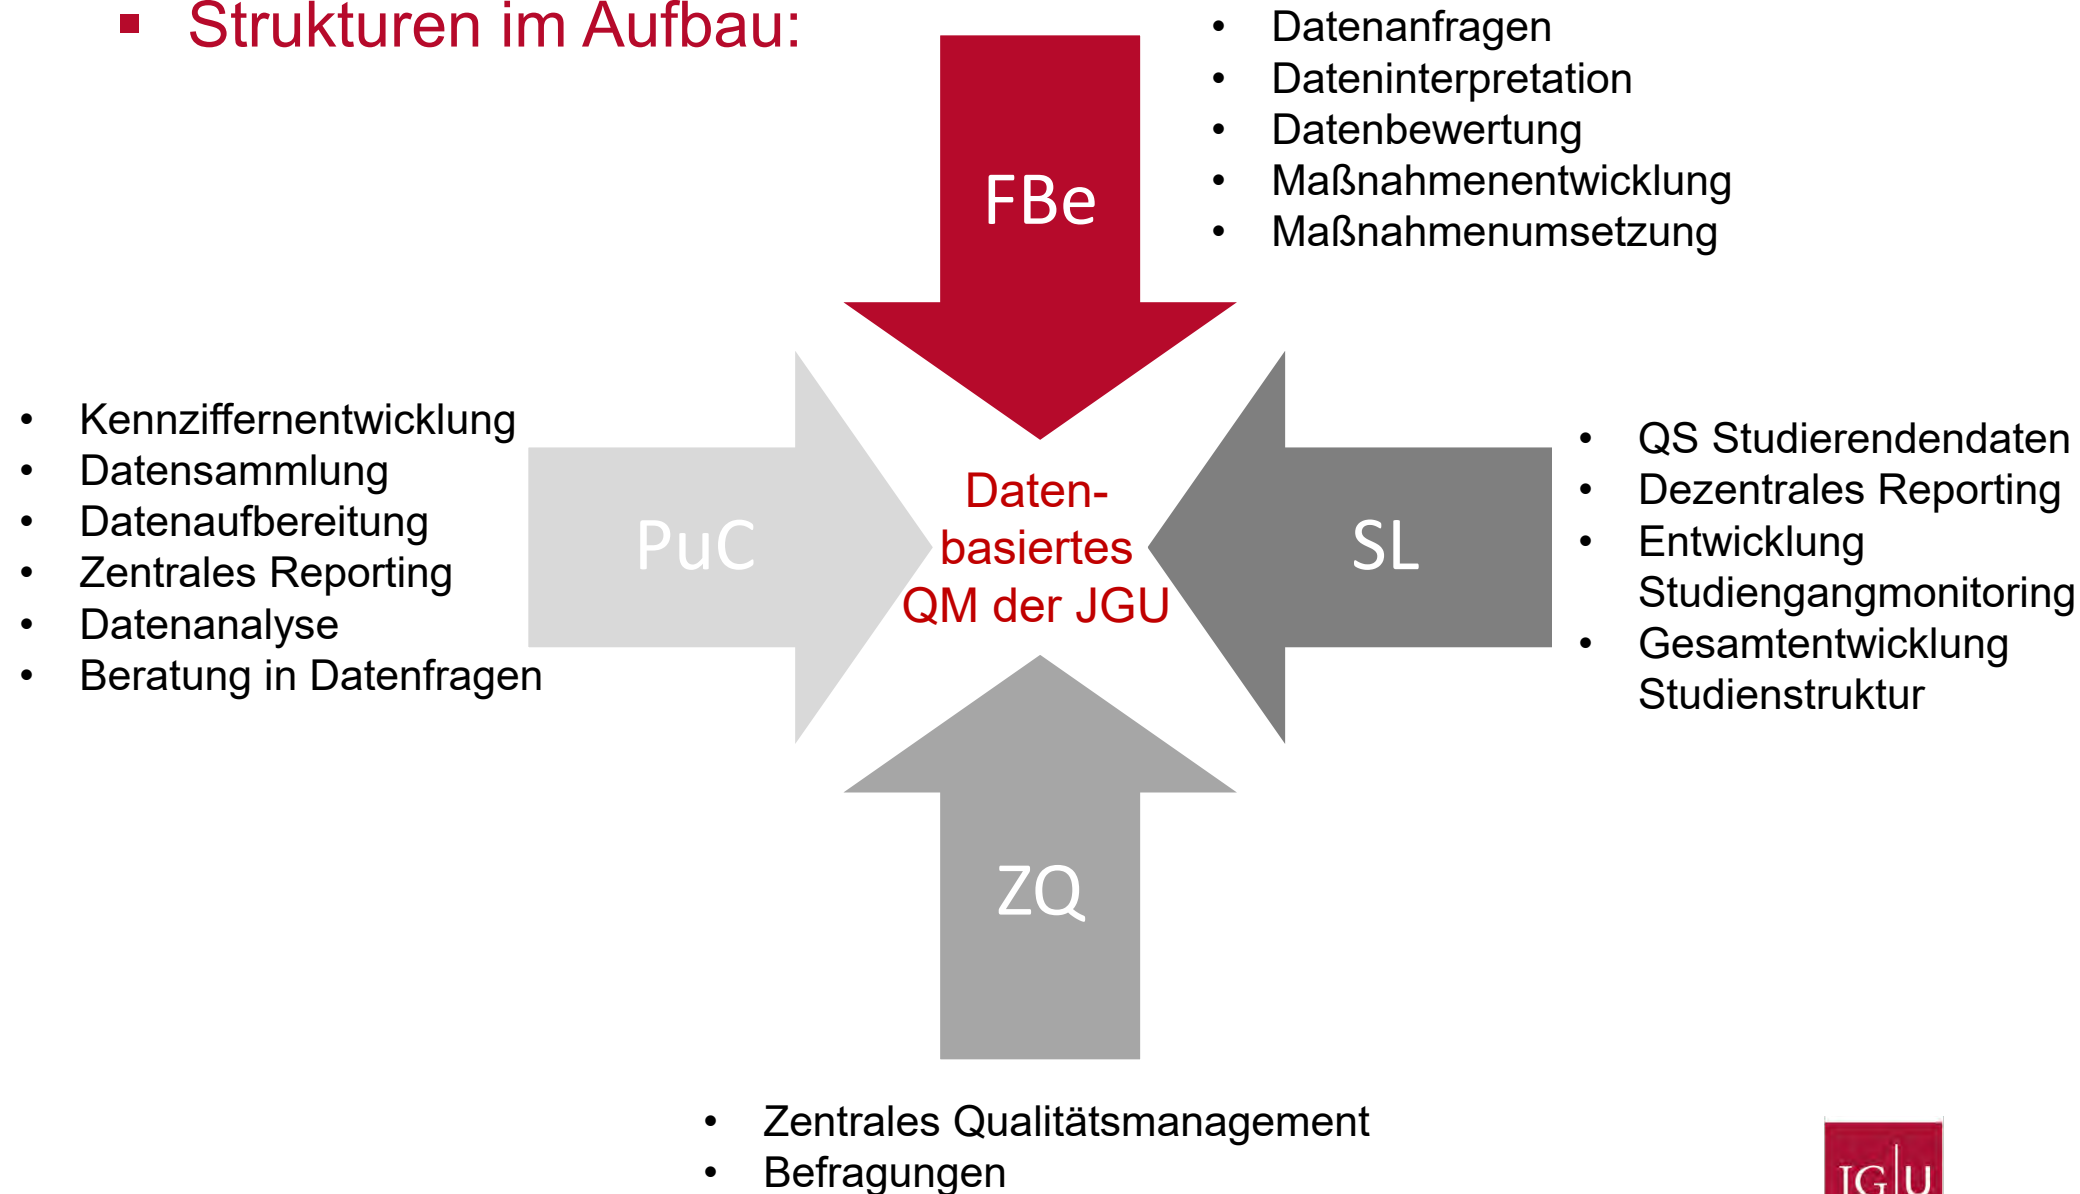 ▪ Strukturen im Aufbau:
• Datenanfragen
• Dateninterpretation
• Datenbewertung
• Maßnahmenentwicklung
• Maßnahmenumsetzung
FBe
• Kennziffernentwicklung
• Datensammlung
• Datenaufbereitung
• Zentrales Reporting
• Datenanalyse
• Beratung in Datenfragen
PuC
Daten-
basiertes
QM der JGU
SL
• QS Studierendendaten
• Dezentrales Reporting
• Entwicklung
Studiengangmonitoring
• Gesamtentwicklung
Studienstruktur
ZQ
• Zentrales Qualitätsmanagement
• Befragungen
JG|U